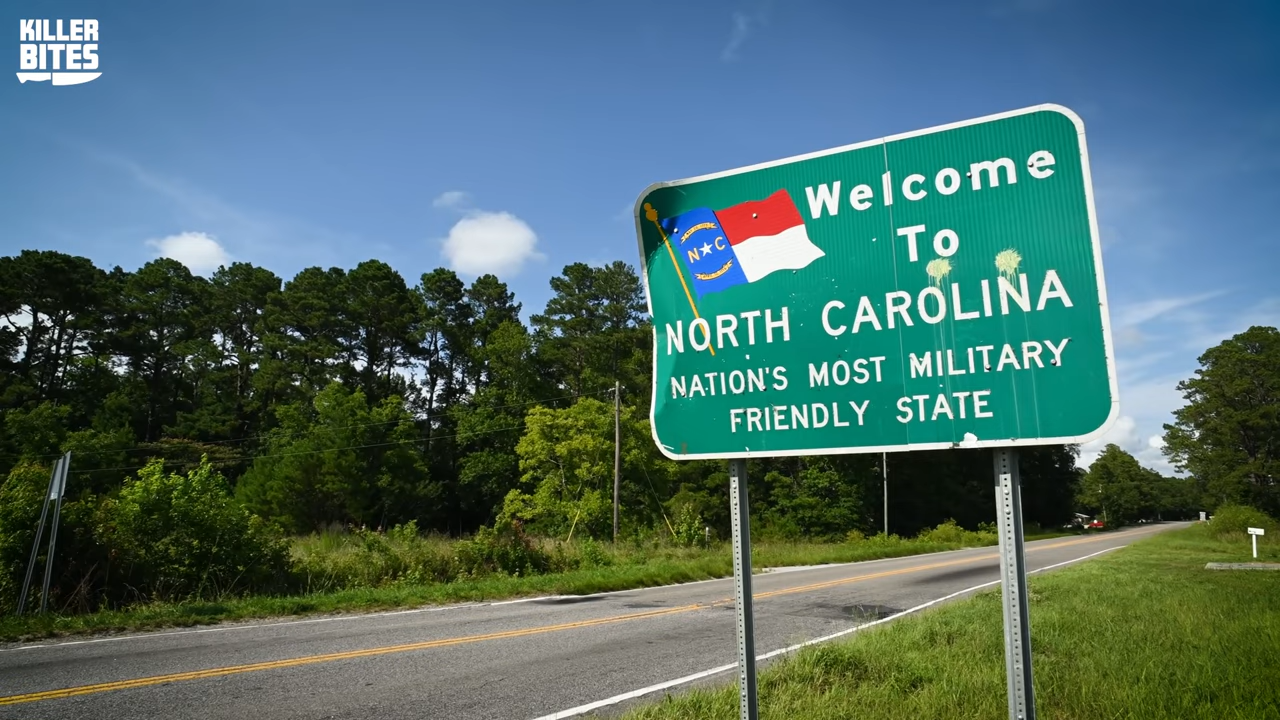 KILLER
BITES
Welcome
To
N C
NORTH CAROLINA
NATION'S MOST MILITARY
FRIENDLY STATE